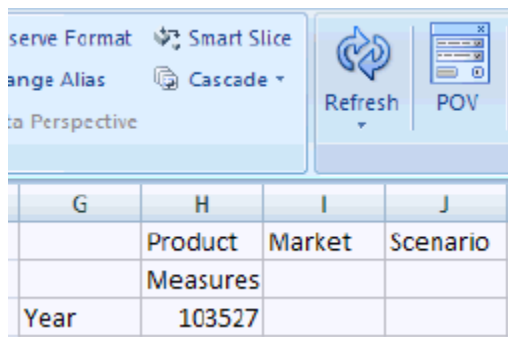 serve Format Smart Slice
ange Alias Cascade
ta Perspective
Refresh POV
G H I J
Product Market Scenario
Measures
Year 103527